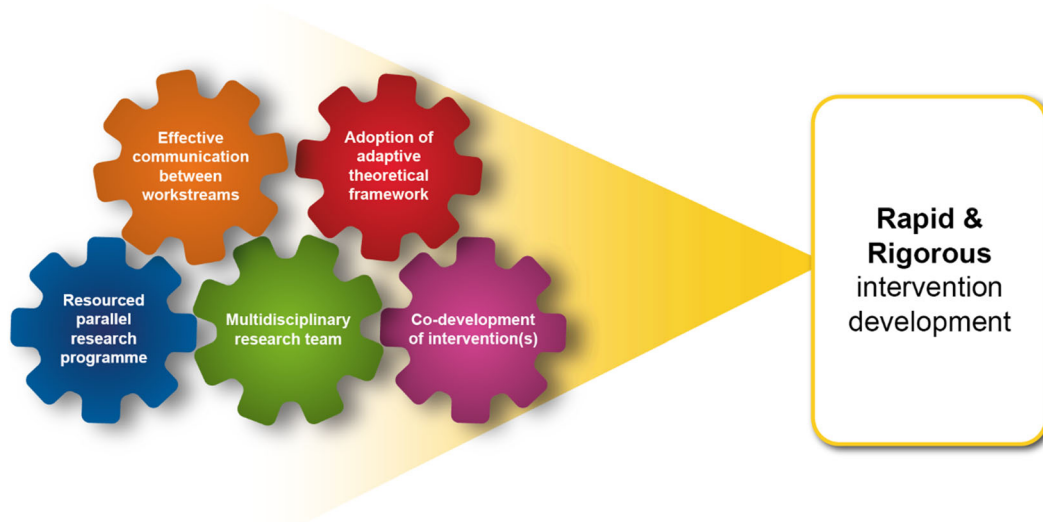 Effective
communication
between
workstreams
Adoption of
adaptive
theoretical
framework
Resourced
parallel
research
programme
Multidisciplinary
research team
Co-development
of intervention(s)
Rapid &
Rigorous
intervention
development